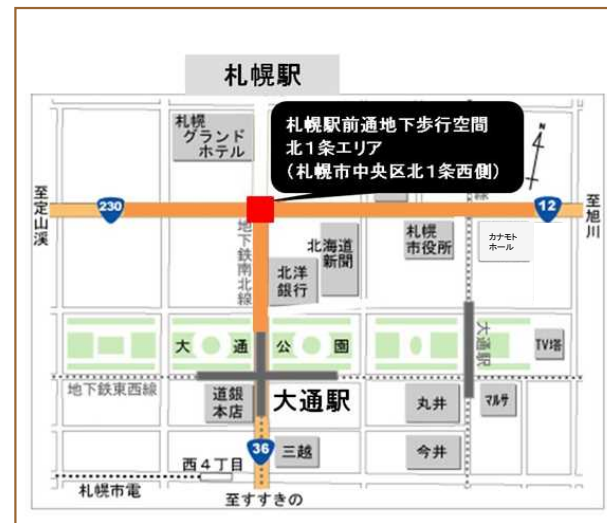 札幌駅
札幌
グランド
ホテル
札幌駅前通地下歩行空間
北1条エリア
(札幌市中央区北1条西側)
N
至定山渓
230
12
至旭川
地下鉄南北線
北海道
新聞
札幌
市役所
カナモト
ホール
線
北洋
銀行
大通公園
大通駅
TV塔
地下鉄東西線
道銀
本店
大通駅
丸井
マルサ
36
三越
今井
西4丁目
札幌市電
至すすきの